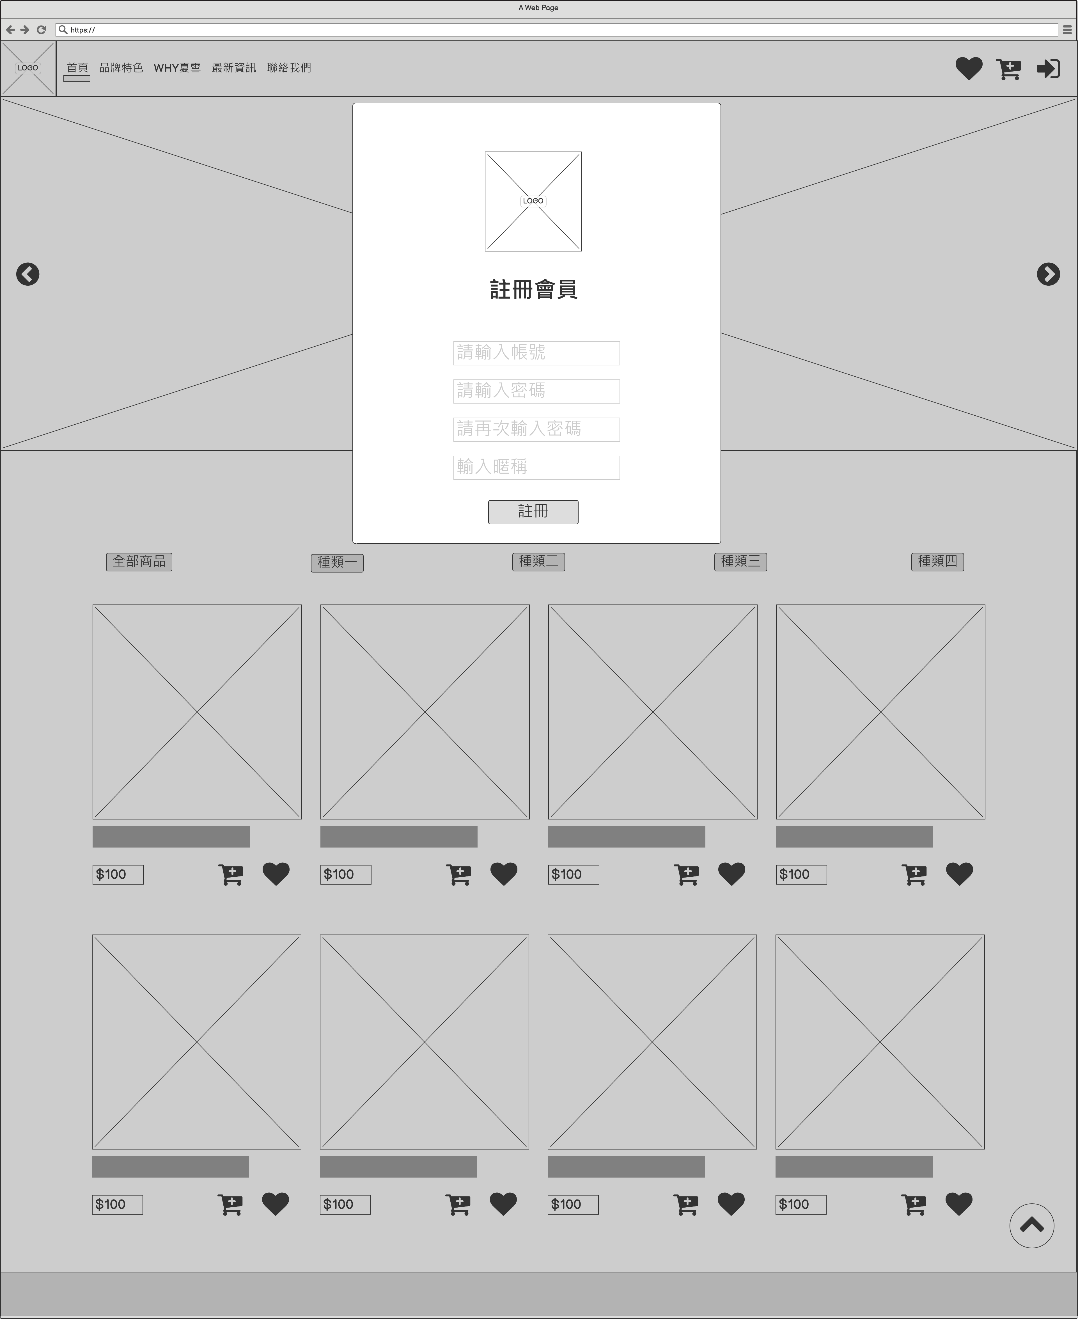 A Web Page
https://
LOGO
首頁 品牌特色 WHY夏雪 最新資訊 聯絡我們
LOGO
註冊會員
請輸入帳號
請輸入密碼
請再次輸入密碼
輸入暱稱
註冊
全部商品 種類一 種類二 種類三 種類四
$100 $100 $100 $100
$100 $100 $100 $100